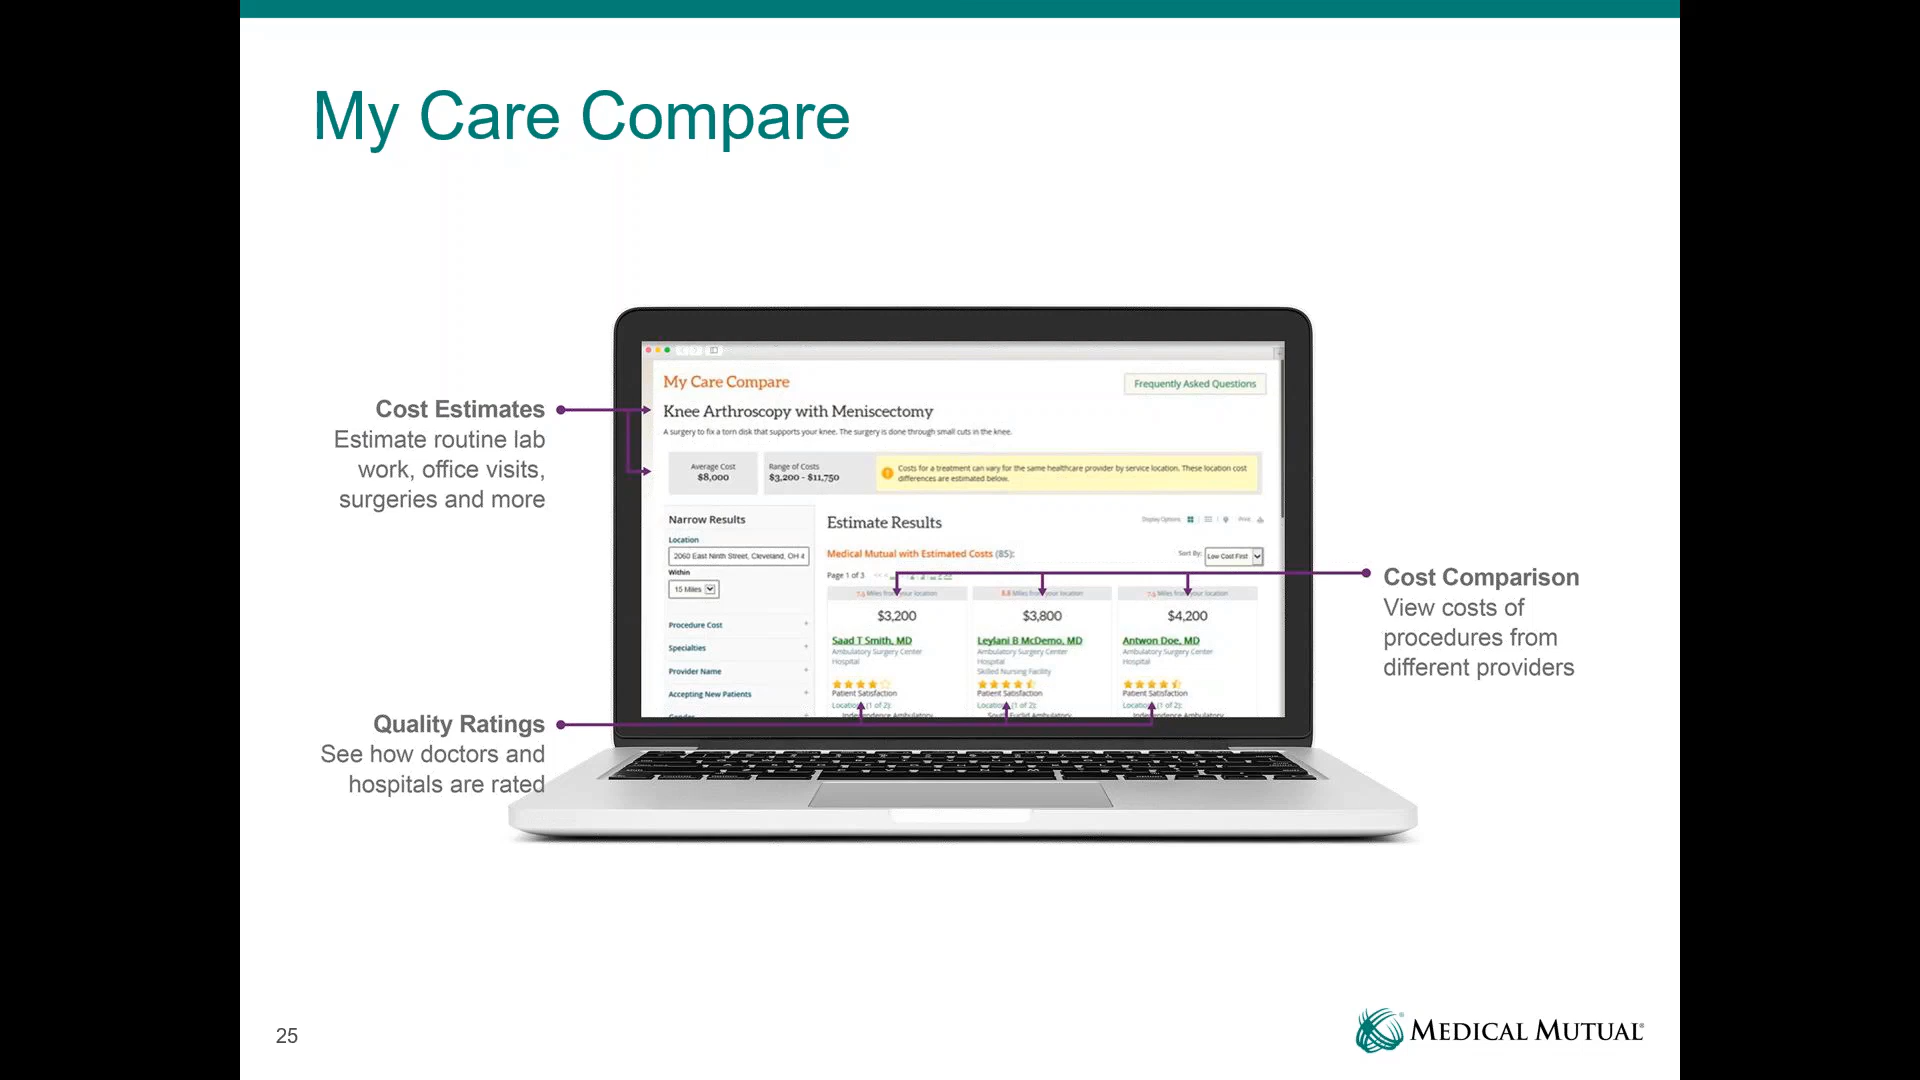 My Care Compare
Cost Estimates
Estimate routine lab
work, office visits,
surgeries and more
Quality Ratings
See how doctors and
hospitals are rated
My Care Compare
Frequently Asked Questions
Knee Arthroscopy with Meniscectomy
A surgery to fix a torn disk that supports your knee. The surgery is done through small cuts in the knee.
Average Cost
$8,000
Range of Costs
$3,200 - $11,750
Costs for a treatment can vary for the same healthcare provider by service location. These location cost
differences are estimated below.
Narrow Results
Location
2060 East Ninth Street, Cleveland, OH 4
Within
15 Miles
Procedure Cost
Specialties
Provider Name
Accepting New Patients
Gender
Estimate Results
Display Options: Print
Medical Mutual with Estimated Costs (85):
Sort By: Low Cost First
Page 1 of 3
7.5 Miles from your location
$3,200
Saad T Smith, MD
Ambulatory Surgery Center
Hospital
Patient Satisfaction
Location (1 of 2):
Independence Ambulatory
8.8 Miles from your location
$3,800
Leylani B McDemo, MD
Ambulatory Surgery Center
Hospital
Skilled Nursing Facility
Patient Satisfaction
Location (1 of 2):
South Euclid Ambulatory
7.5 Miles from your location
$4,200
Antwon Doe, MD
Ambulatory Surgery Center
Hospital
Patient Satisfaction
Location (1 of 2):
Independence Ambulatory
Cost Comparison
View costs of
procedures from
different providers
25
MEDICAL MUTUAL®